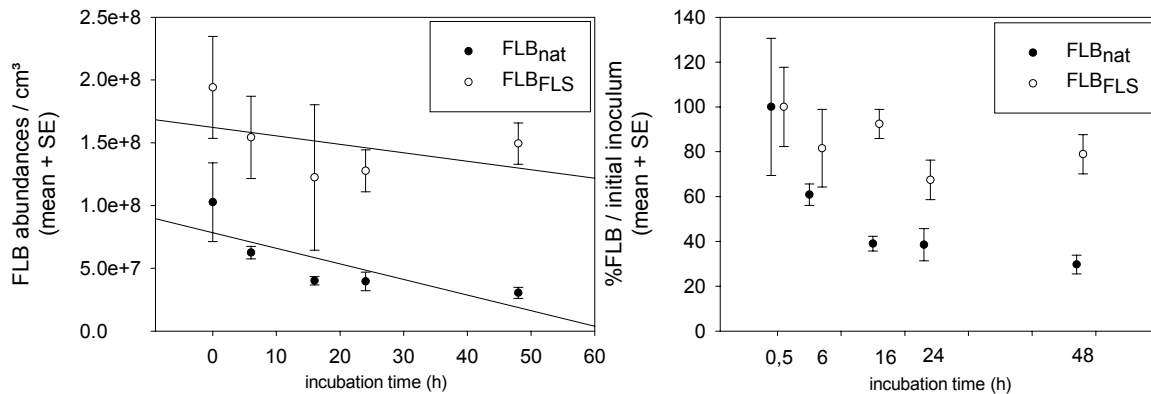 FLB abundances / cm³
(mean + SE)
2.5e+8
2.0e+8
1.5e+8
1.0e+8
5.0e+7
0.0
0 10 20 30 40 50 60
incubation time (h)
FLBnat
FLBFLS
%FLB / initial inoculum
(mean + SE)
140
120
100
80
60
40
20
0
0,5 6 16 24 48
incubation time (h)
FLBnat
FLBFLS